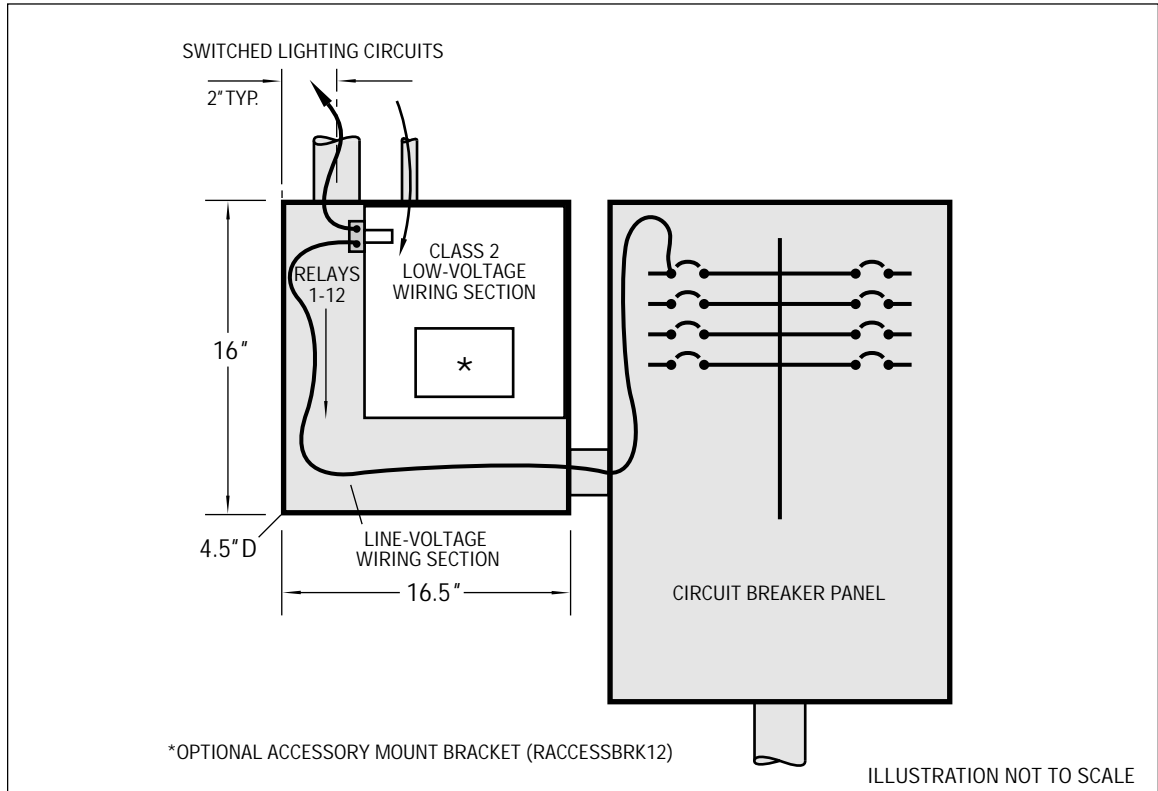 SWITCHED LIGHTING CIRCUITS
2" TYP.
CLASS 2
LOW-VOLTAGE
WIRING SECTION
RELAYS
1-12
16"
*
4.5"D
LINE-VOLTAGE
WIRING SECTION
16.5"
CIRCUIT BREAKER PANEL
*OPTIONAL ACCESSORY MOUNT BRACKET (RACCESSBRK12)
ILLUSTRATION NOT TO SCALE